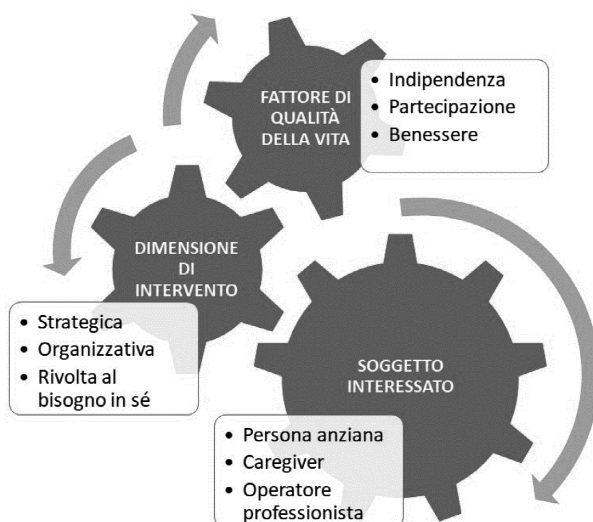 FATTORE DI
QUALITÀ
DELLA VITA
• Indipendenza
• Partecipazione
• Benessere
DIMENSIONE
DI
INTERVENTO
• Strategica
• Organizzativa
• Rivolta al
bisogno in sé
SOGGETTO
INTERESSATO
• Persona anziana
• Caregiver
• Operatore
professionista